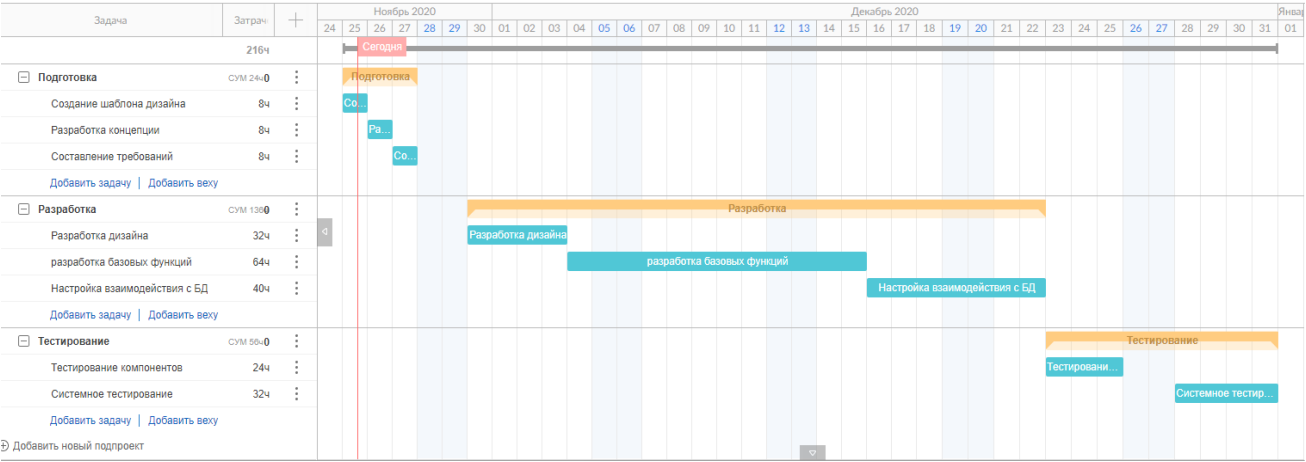 Задача Затрач Ноябрь 2020 Декабрь 2020 Январ
24 25 26 27 28 29 30 01 02 03 04 05 06 07 08 09 10 11 12 13 14 15 16 17 18 19 20 21 22 23 24 25 26 27 28 29 30 31 01
216ч Сегодня
Подготовка СУМ 24ч0 Подготовка
Создание шаблона дизайна 8ч Со...
Разработка концепции 8ч Ра...
Составление требований 8ч Со...
Добавить задачу | Добавить веху
Разработка СУМ 1360 Разработка
Разработка дизайна 32ч Разработка дизайна
разработка базовых функций 64ч разработка базовых функций
Настройка взаимодействия с БД 40ч Настройка взаимодействия с БД
Добавить задачу | Добавить веху
Тестирование СУМ 56ч0 Тестирование
Тестирование компонентов 24ч Тестировани...
Системное тестирование 32ч Системное тестир...
Добавить задачу | Добавить веху
Добавить новый подпроект